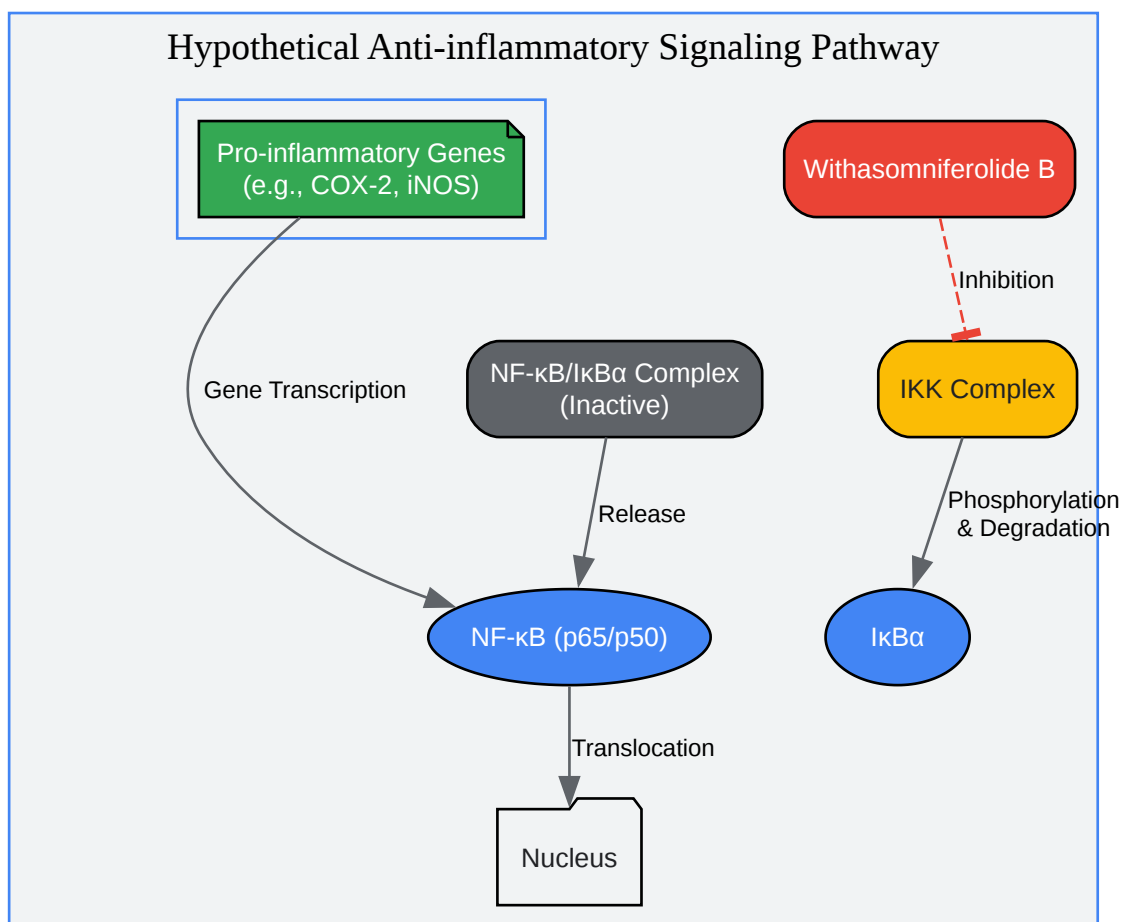 Hypothetical Anti-inflammatory Signaling Pathway
Pro-inflammatory Genes
(e.g., COX-2, iNOS)
Withasomniferolide B
Inhibition
Gene Transcription
NF-κB/IκBα Complex
(Inactive)
IKK Complex
Release
Phosphorylation
& Degradation
NF-κB (p65/p50)
IκBα
Translocation
Nucleus